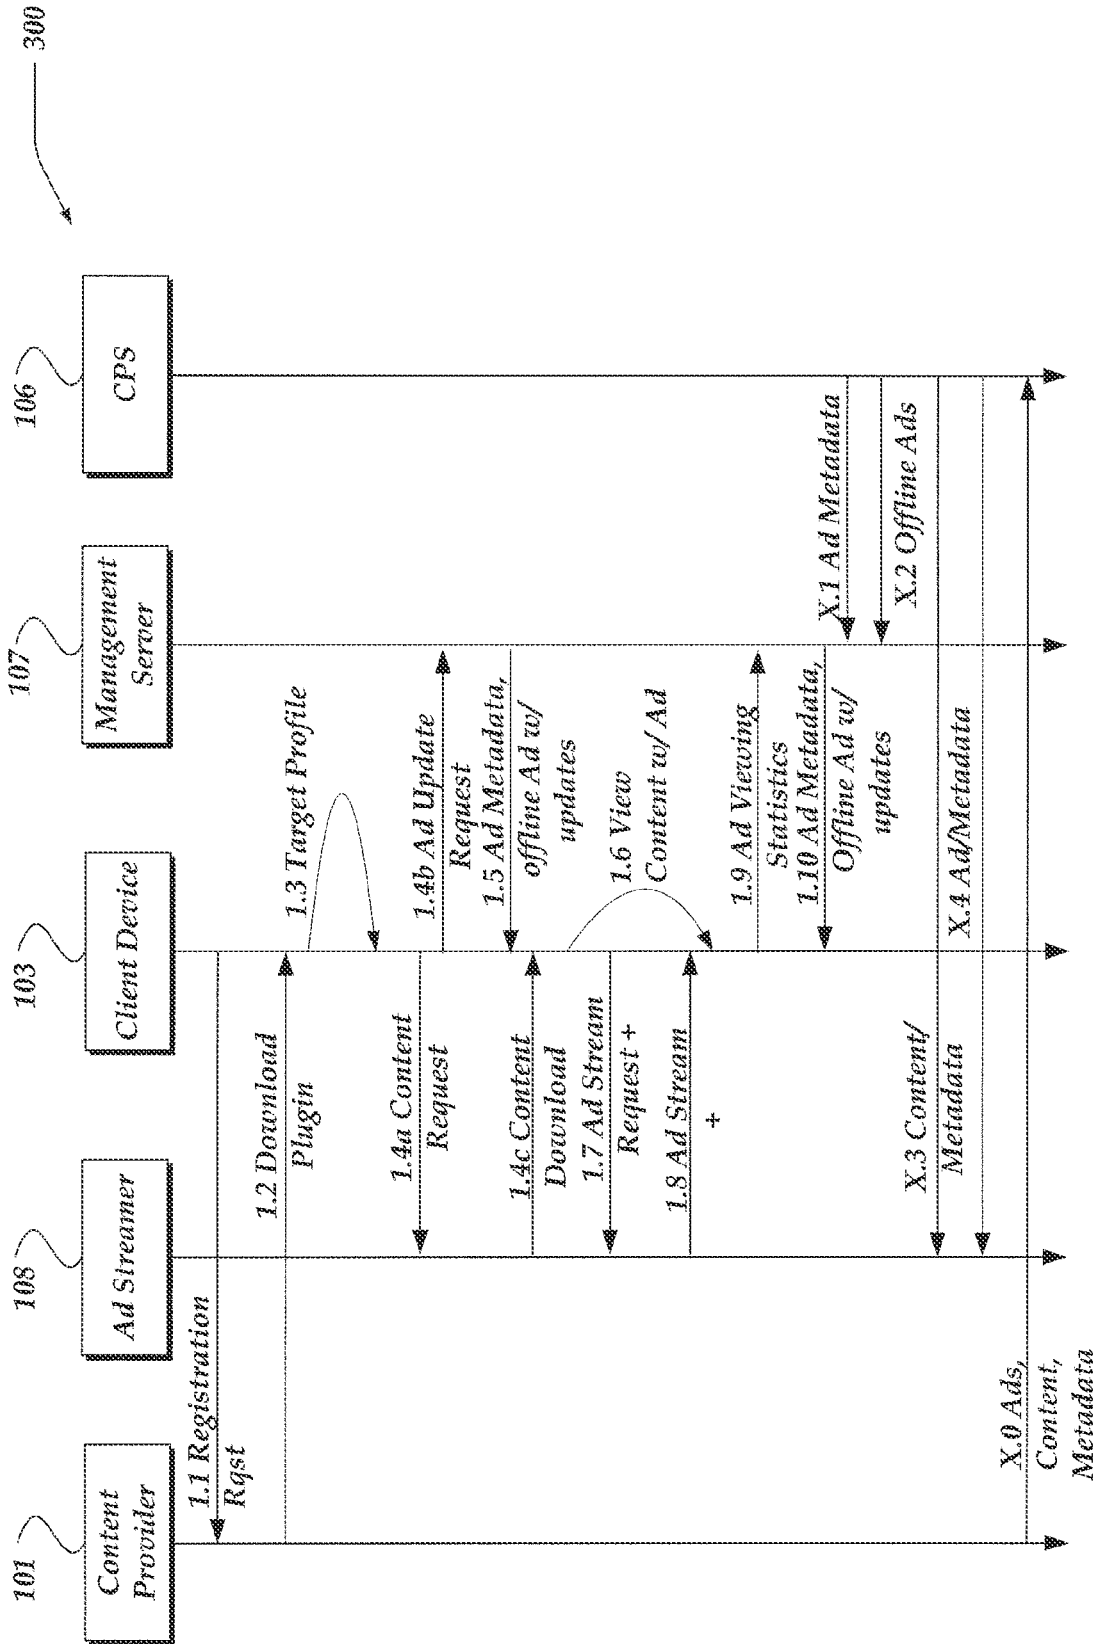 300
101
108
103
107
106
Content
Provider
Ad Streamer
Client Device
Management
Server
CPS
1.1 Registration
Rqst
1.2 Download
Plugin
1.3 Target Profile
1.4a Content
Request
1.4b Ad Update
Request
1.4c Content
Download
1.5 Ad Metadata,
offline Ad w/
updates
1.6 View
Content w/ Ad
1.7 Ad Stream
Request +
1.8 Ad Stream
+
1.9 Ad Viewing
Statistics
1.10 Ad Metadata,
Offline Ad w/
updates
X.1 Ad Metadata
X.2 Offline Ads
X.3 Content/
Metadata
X.4 Ad/Metadata
X.0 Ads,
Content,
Metadata